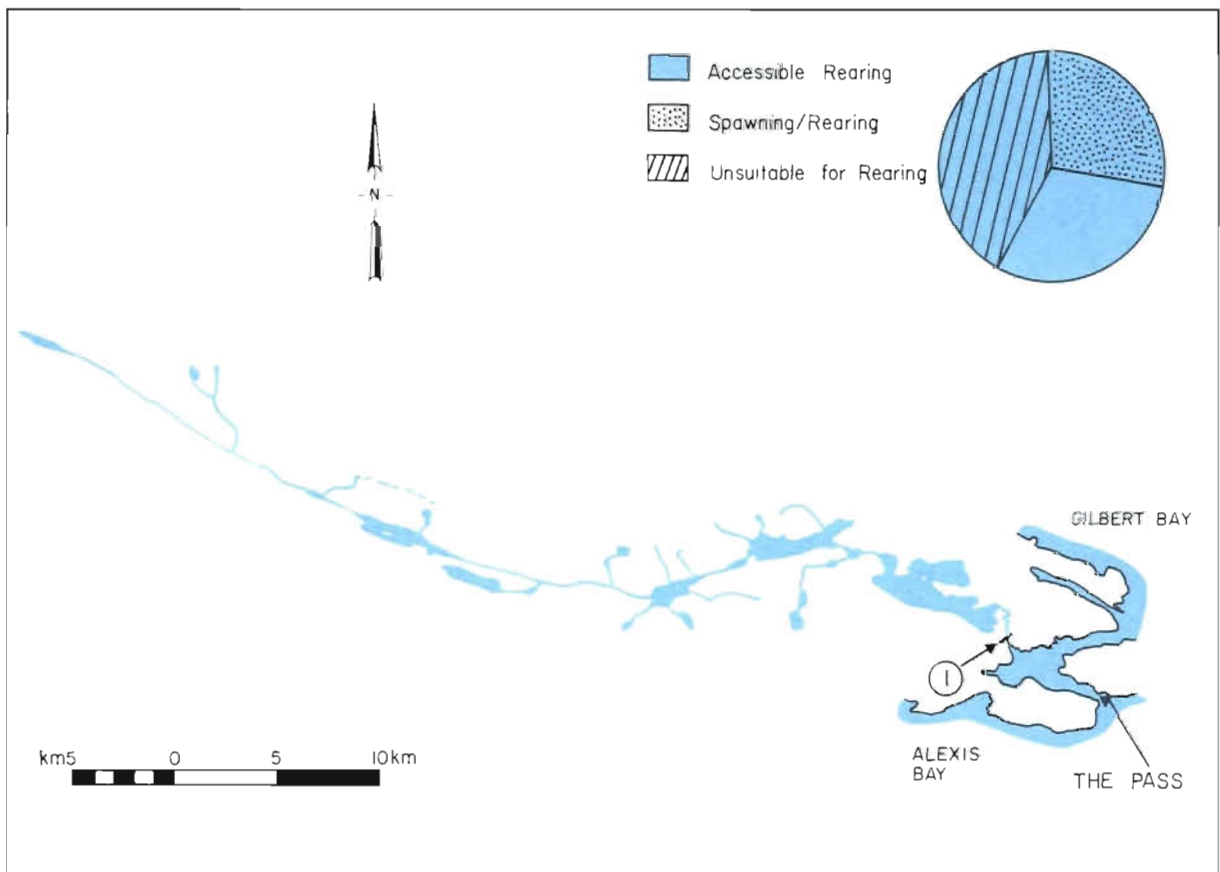 Accessible Rearing
Spawning/Rearing
Unsuitable for Rearing
N
GILBERT BAY
1
ALEXIS
BAY
THE PASS
km5 0 5 10km